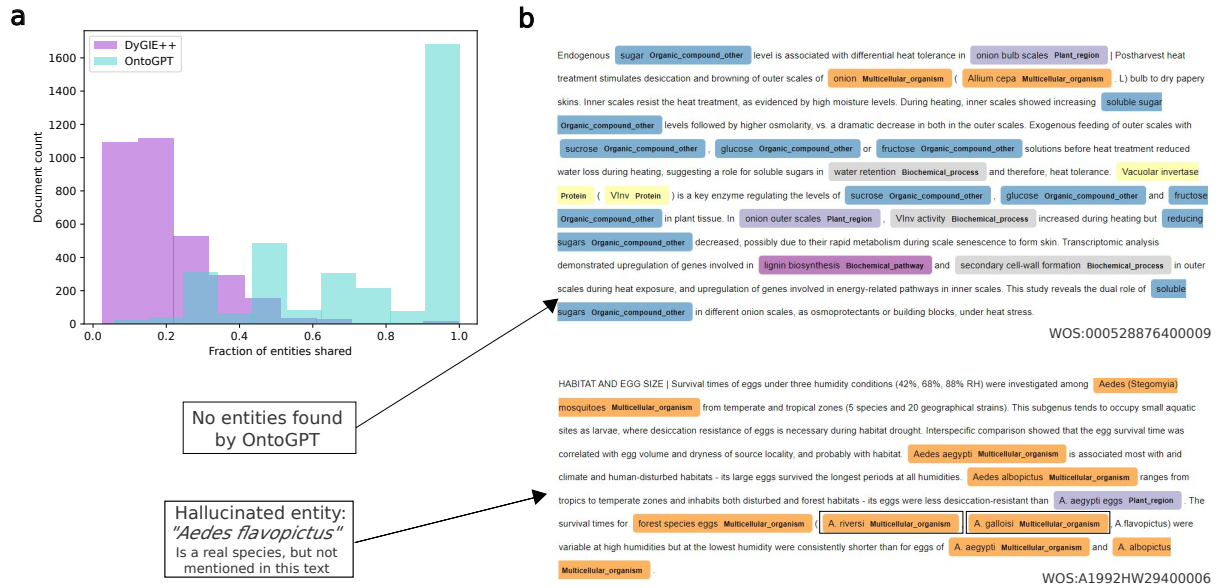 a
DyGIE++
OntoGPT
1600
1400
1200
1000
800
600
400
200
0
Document count
0.0 0.2 0.4 0.6 0.8 1.0
Fraction of entities shared
No entities found
by OntoGPT
Hallucinated entity:
"Aedes flavopictus"
Is a real species, but not
mentioned in this text
b
Endogenous sugar Organic_compound_other level is associated with differential heat tolerance in onion bulb scales Plant_region | Postharvest heat
treatment stimulates desiccation and browning of outer scales of onion Multicellular_organism ( Allium cepa Multicellular_organism . L) bulb to dry papery
skins. Inner scales resist the heat treatment, as evidenced by high moisture levels. During heating, inner scales showed increasing soluble sugar
Organic_compound_other levels followed by higher osmolarity, vs. a dramatic decrease in both in the outer scales. Exogenous feeding of outer scales with
sucrose Organic_compound_other , glucose Organic_compound_other or fructose Organic_compound_other solutions before heat treatment reduced
water loss during heating, suggesting a role for soluble sugars in water retention Biochemical_process and therefore, heat tolerance. Vacuolar invertase
Protein ( VInv Protein ) is a key enzyme regulating the levels of sucrose Organic_compound_other , glucose Organic_compound_other and fructose
Organic_compound_other in plant tissue. In onion outer scales Plant_region , VInv activity Biochemical_process increased during heating but reducing
sugars Organic_compound_other decreased, possibly due to their rapid metabolism during scale senescence to form skin. Transcriptomic analysis
demonstrated upregulation of genes involved in lignin biosynthesis Biochemical_pathway and secondary cell-wall formation Biochemical_process in outer
scales during heat exposure, and upregulation of genes involved in energy-related pathways in inner scales. This study reveals the dual role of soluble
sugars Organic_compound_other in different onion scales, as osmoprotectants or building blocks, under heat stress.
WOS:000528876400009
HABITAT AND EGG SIZE | Survival times of eggs under three humidity conditions (42%, 68%, 88% RH) were investigated among Aedes (Stegomyia)
mosquitoes Multicellular_organism from temperate and tropical zones (5 species and 20 geographical strains). This subgenus tends to occupy small aquatic
sites as larvae, where desiccation resistance of eggs is necessary during habitat drought. Interspecific comparison showed that the egg survival time was
correlated with egg volume and dryness of source locality, and probably with habitat. Aedes aegypti Multicellular_organism is associated most with arid
climate and human-disturbed habitats - its large eggs survived the longest periods at all humidities. Aedes albopictus Multicellular_organism ranges from
tropics to temperate zones and inhabits both disturbed and forest habitats - its eggs were less desiccation-resistant than A. aegypti eggs Plant_region . The
survival times for forest species eggs Multicellular_organism ( A. riversi Multicellular_organism , A. galloisi Multicellular_organism , A.flavopictus) were
variable at high humidities but at the lowest humidity were consistently shorter than for eggs of A. aegypti Multicellular_organism and A. albopictus
Multicellular_organism .
WOS:A1992HW29400006